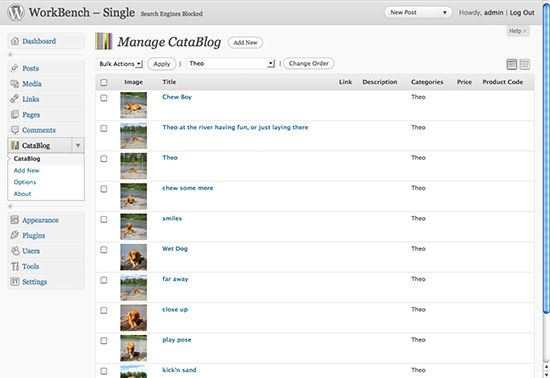 WorkBench – Single Search Engines Blocked New Post Howdy, admin | Log Out
Help
Dashboard
Posts
Media
Links
Pages
Comments
CataBlog
CataBlog
Add New
Options
About
Appearance
Plugins
Users
Tools
Settings
Manage CataBlog Add New
Bulk Actions Apply | Theo | Change Order
Image Title Link Description Categories Price Product Code
Chew Boy Theo
Theo at the river having fun, or just laying there Theo
Theo Theo
chew some more Theo
smiles Theo
Wet Dog Theo
far away Theo
close up Theo
play pose Theo
kick'n sand Theo